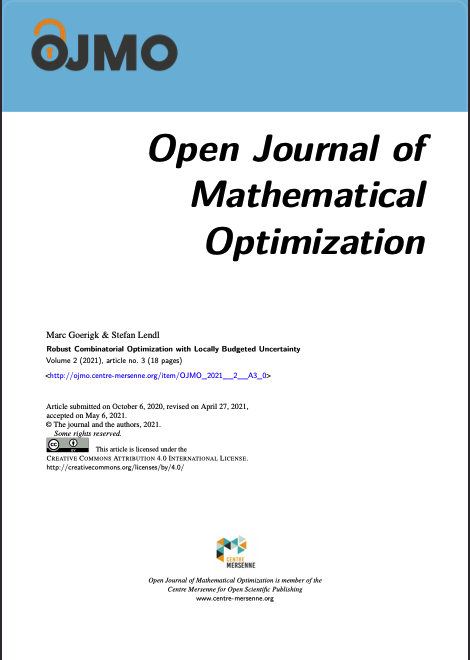 OJMO
Open Journal of
Mathematical
Optimization
Marc Goerigk & Stefan Lendl
Robust Combinatorial Optimization with Locally Budgeted Uncertainty
Volume 2 (2021), article no. 3 (18 pages)
<http://ojmo.centre-mersenne.org/item/OJMO_2021__2__A3_0>
Article submitted on October 6, 2020, revised on April 27, 2021,
accepted on May 6, 2021.
© The journal and the authors, 2021.
Some rights reserved.
cc BY This article is licensed under the
Creative Commons Attribution 4.0 International License.
http://creativecommons.org/licenses/by/4.0/
CENTRE
MERSENNE
Open Journal of Mathematical Optimization is member of the
Centre Mersenne for Open Scientific Publishing
www.centre-mersenne.org